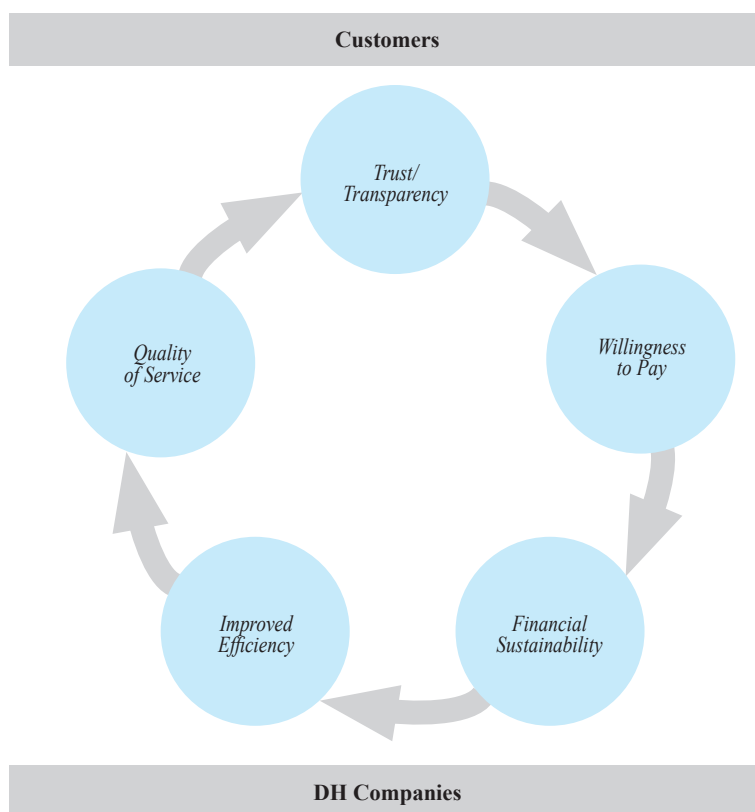 Customers
Trust/
Transparency
Willingness
to Pay
Quality
of Service
Improved
Efficiency
Financial
Sustainability
DH Companies